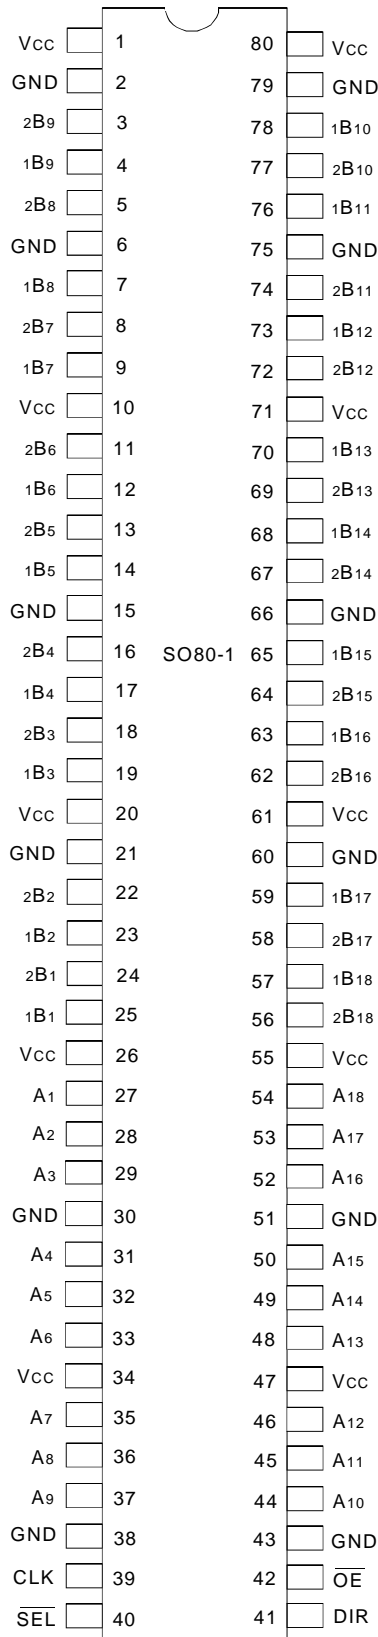 Vcc 1 80 Vcc
GND 2 79 GND
2B9 3 78 1B10
1B9 4 77 2B10
2B8 5 76 1B11
GND 6 75 GND
1B8 7 74 2B11
2B7 8 73 1B12
1B7 9 72 2B12
Vcc 10 71 Vcc
2B6 11 70 1B13
1B6 12 69 2B13
2B5 13 68 1B14
1B5 14 67 2B14
GND 15 66 GND
2B4 16 SO80-1 65 1B15
1B4 17 64 2B15
2B3 18 63 1B16
1B3 19 62 2B16
Vcc 20 61 Vcc
GND 21 60 GND
2B2 22 59 1B17
1B2 23 58 2B17
2B1 24 57 1B18
1B1 25 56 2B18
Vcc 26 55 Vcc
A1 27 54 A18
A2 28 53 A17
A3 29 52 A16
GND 30 51 GND
A4 31 50 A15
A5 32 49 A14
A6 33 48 A13
Vcc 34 47 Vcc
A7 35 46 A12
A8 36 45 A11
A9 37 44 A10
GND 38 43 GND
CLK 39 42 O̅E̅
S̅E̅L̅ 40 41 DIR